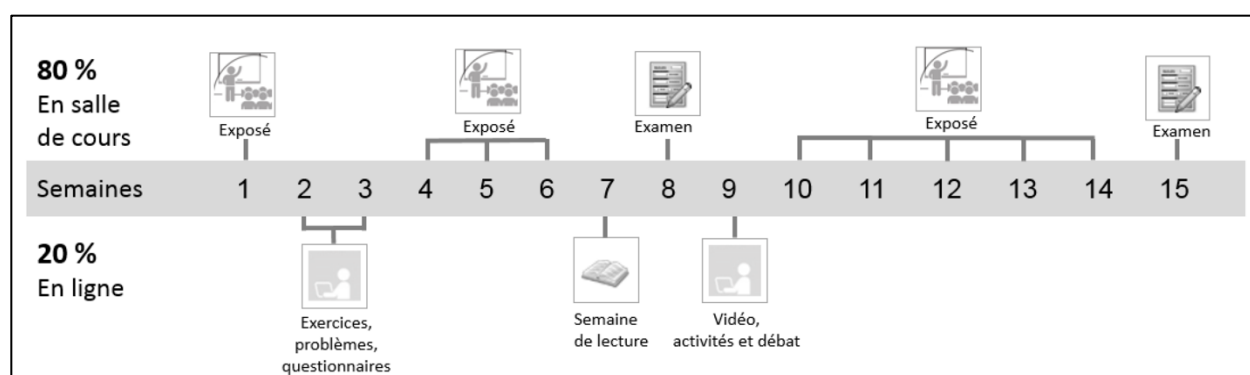 80 %
En salle
de cours
Exposé
Exposé
Examen
Exposé
Examen
Semaines 1 2 3 4 5 6 7 8 9 10 11 12 13 14 15
20 %
En ligne
Exercices,
problèmes,
questionnaires
Semaine
de lecture
Vidéo,
activités et débat